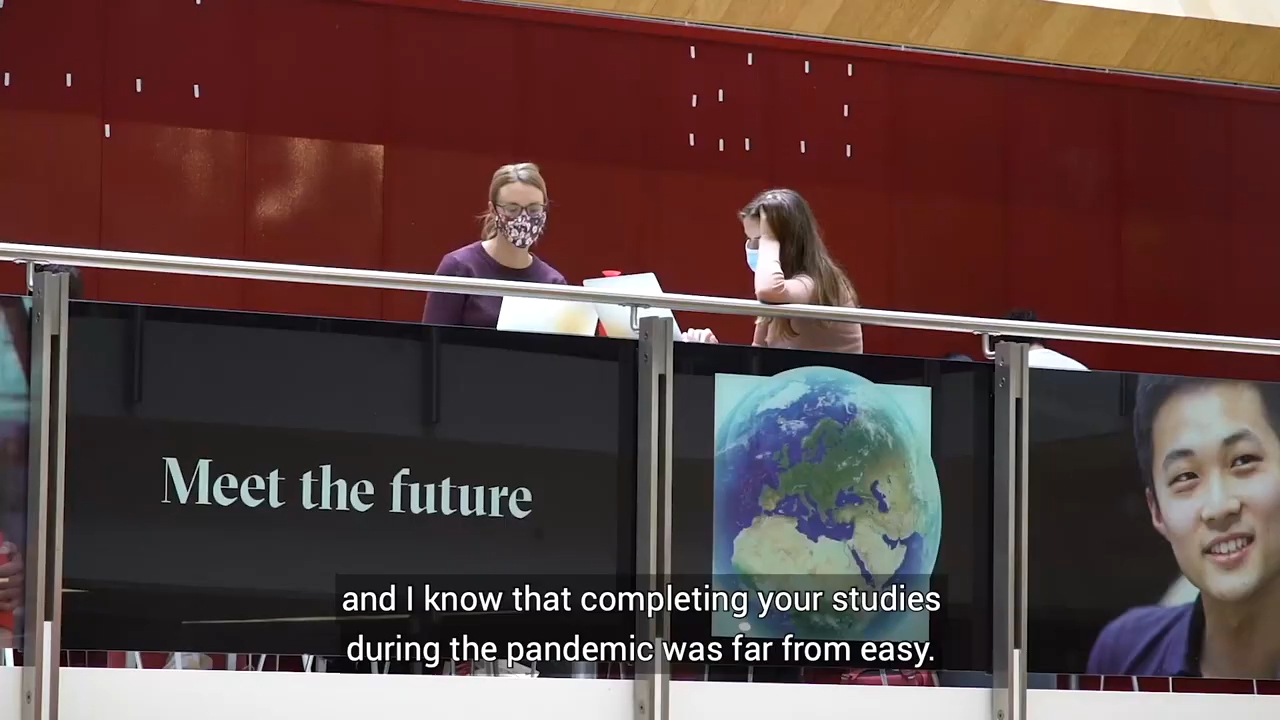 Meet the future
and I know that completing your studies
during the pandemic was far from easy.